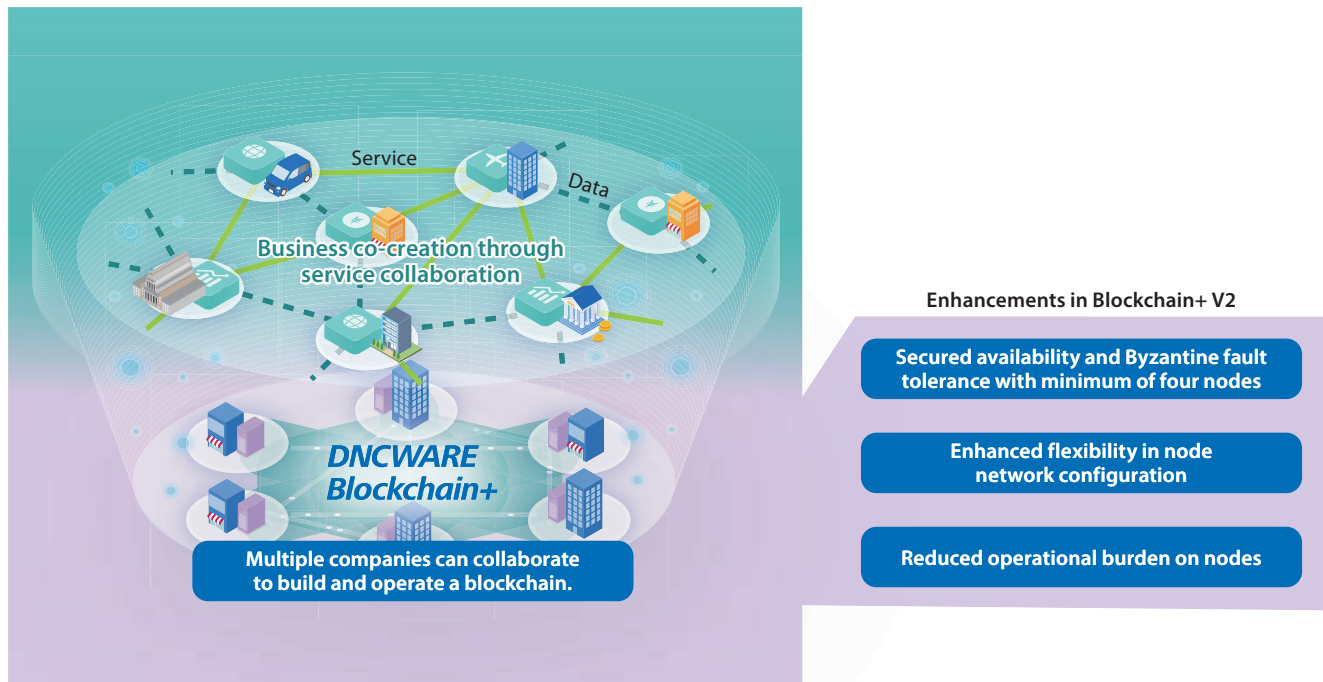 Service
Data
Business co-creation through
service collaboration
DNCWARE
Blockchain+
Multiple companies can collaborate
to build and operate a blockchain.
Enhancements in Blockchain+ V2
Secured availability and Byzantine fault
tolerance with minimum of four nodes
Enhanced flexibility in node
network configuration
Reduced operational burden on nodes